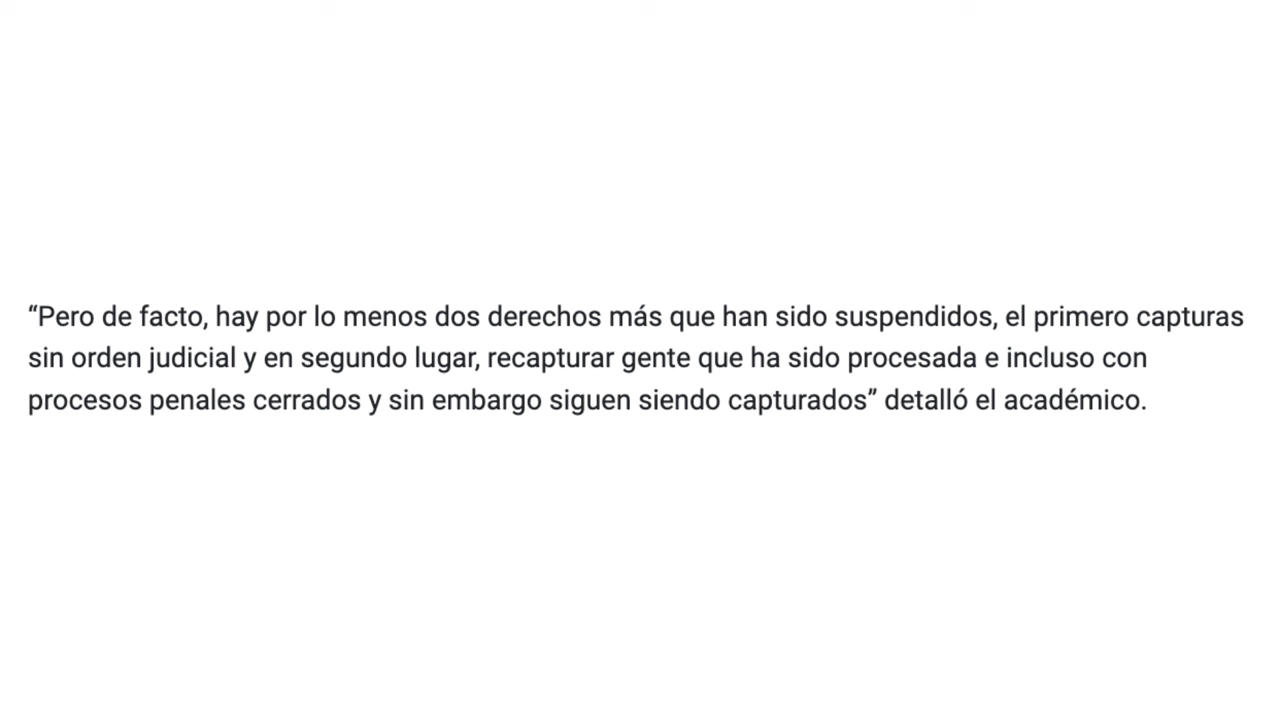 “Pero de facto, hay por lo menos dos derechos más que han sido suspendidos, el primero capturas
sin orden judicial y en segundo lugar, recapturar gente que ha sido procesada e incluso con
procesos penales cerrados y sin embargo siguen siendo capturados” detalló el académico.